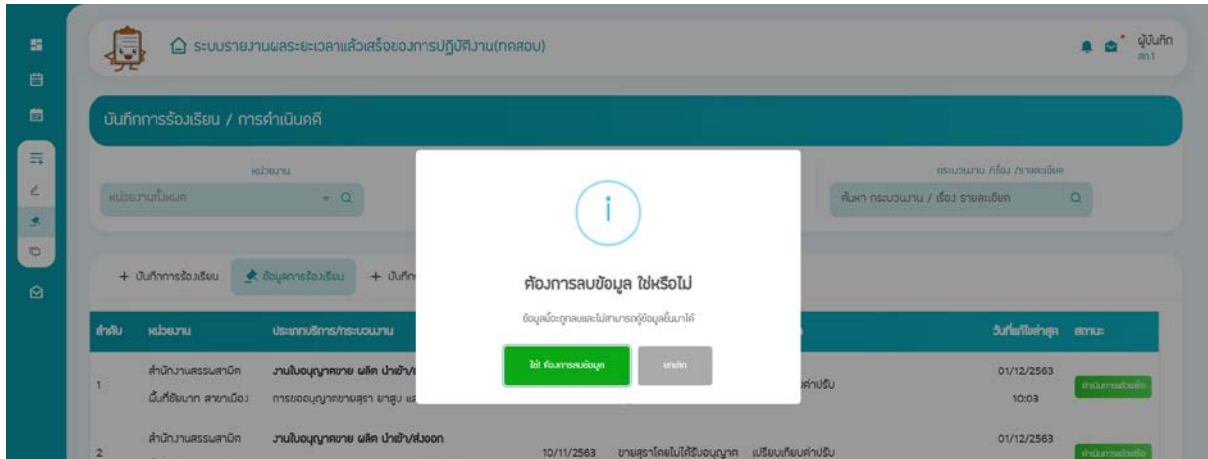 ระบบรายงานผลระยะเวลาแล้วเสร็จของการปฏิบัติงาน(ทดสอบ)
ผู้บันทึก
สถ.1
บันทึกการร้องเรียน / การดำเนินคดี
หน่วยงาน
กระบวนงาน /เรื่อง /รายละเอียด
หน่วยงานทั้งหมด
ค้นหา กระบวนงาน / เรื่อง รายละเอียด
i
ต้องการลบข้อมูล ใช่หรือไม่
ข้อมูลนี้จะถูกลบและไม่สามารถกู้ข้อมูลขึ้นมาได้
ใช่! ต้องการลบข้อมูล
ยกเลิก
+ บันทึกการร้องเรียน
ข้อมูลการร้องเรียน
ลำดับ หน่วยงาน ประเภทบริการ/กระบวนงาน วันที่แก้ไขล่าสุด สถานะ
1 สำนักงานสรรพสามิต งานใบอนุญาตขาย ผลิต นำเข้า/ 01/12/2563 ดำเนินการแล้วเสร็จ
พื้นที่ชัยนาท สาขาเมือง การขออนุญาตขายสุรา ยาสูบ 10:03
2 สำนักงานสรรพสามิต งานใบอนุญาตขาย ผลิต นำเข้า/ส่งออก 10/11/2563 ขายสุราโดยไม่ได้รับอนุญาต เปรียบเทียบค่าปรับ 01/12/2563 ดำเนินการแล้วเสร็จ